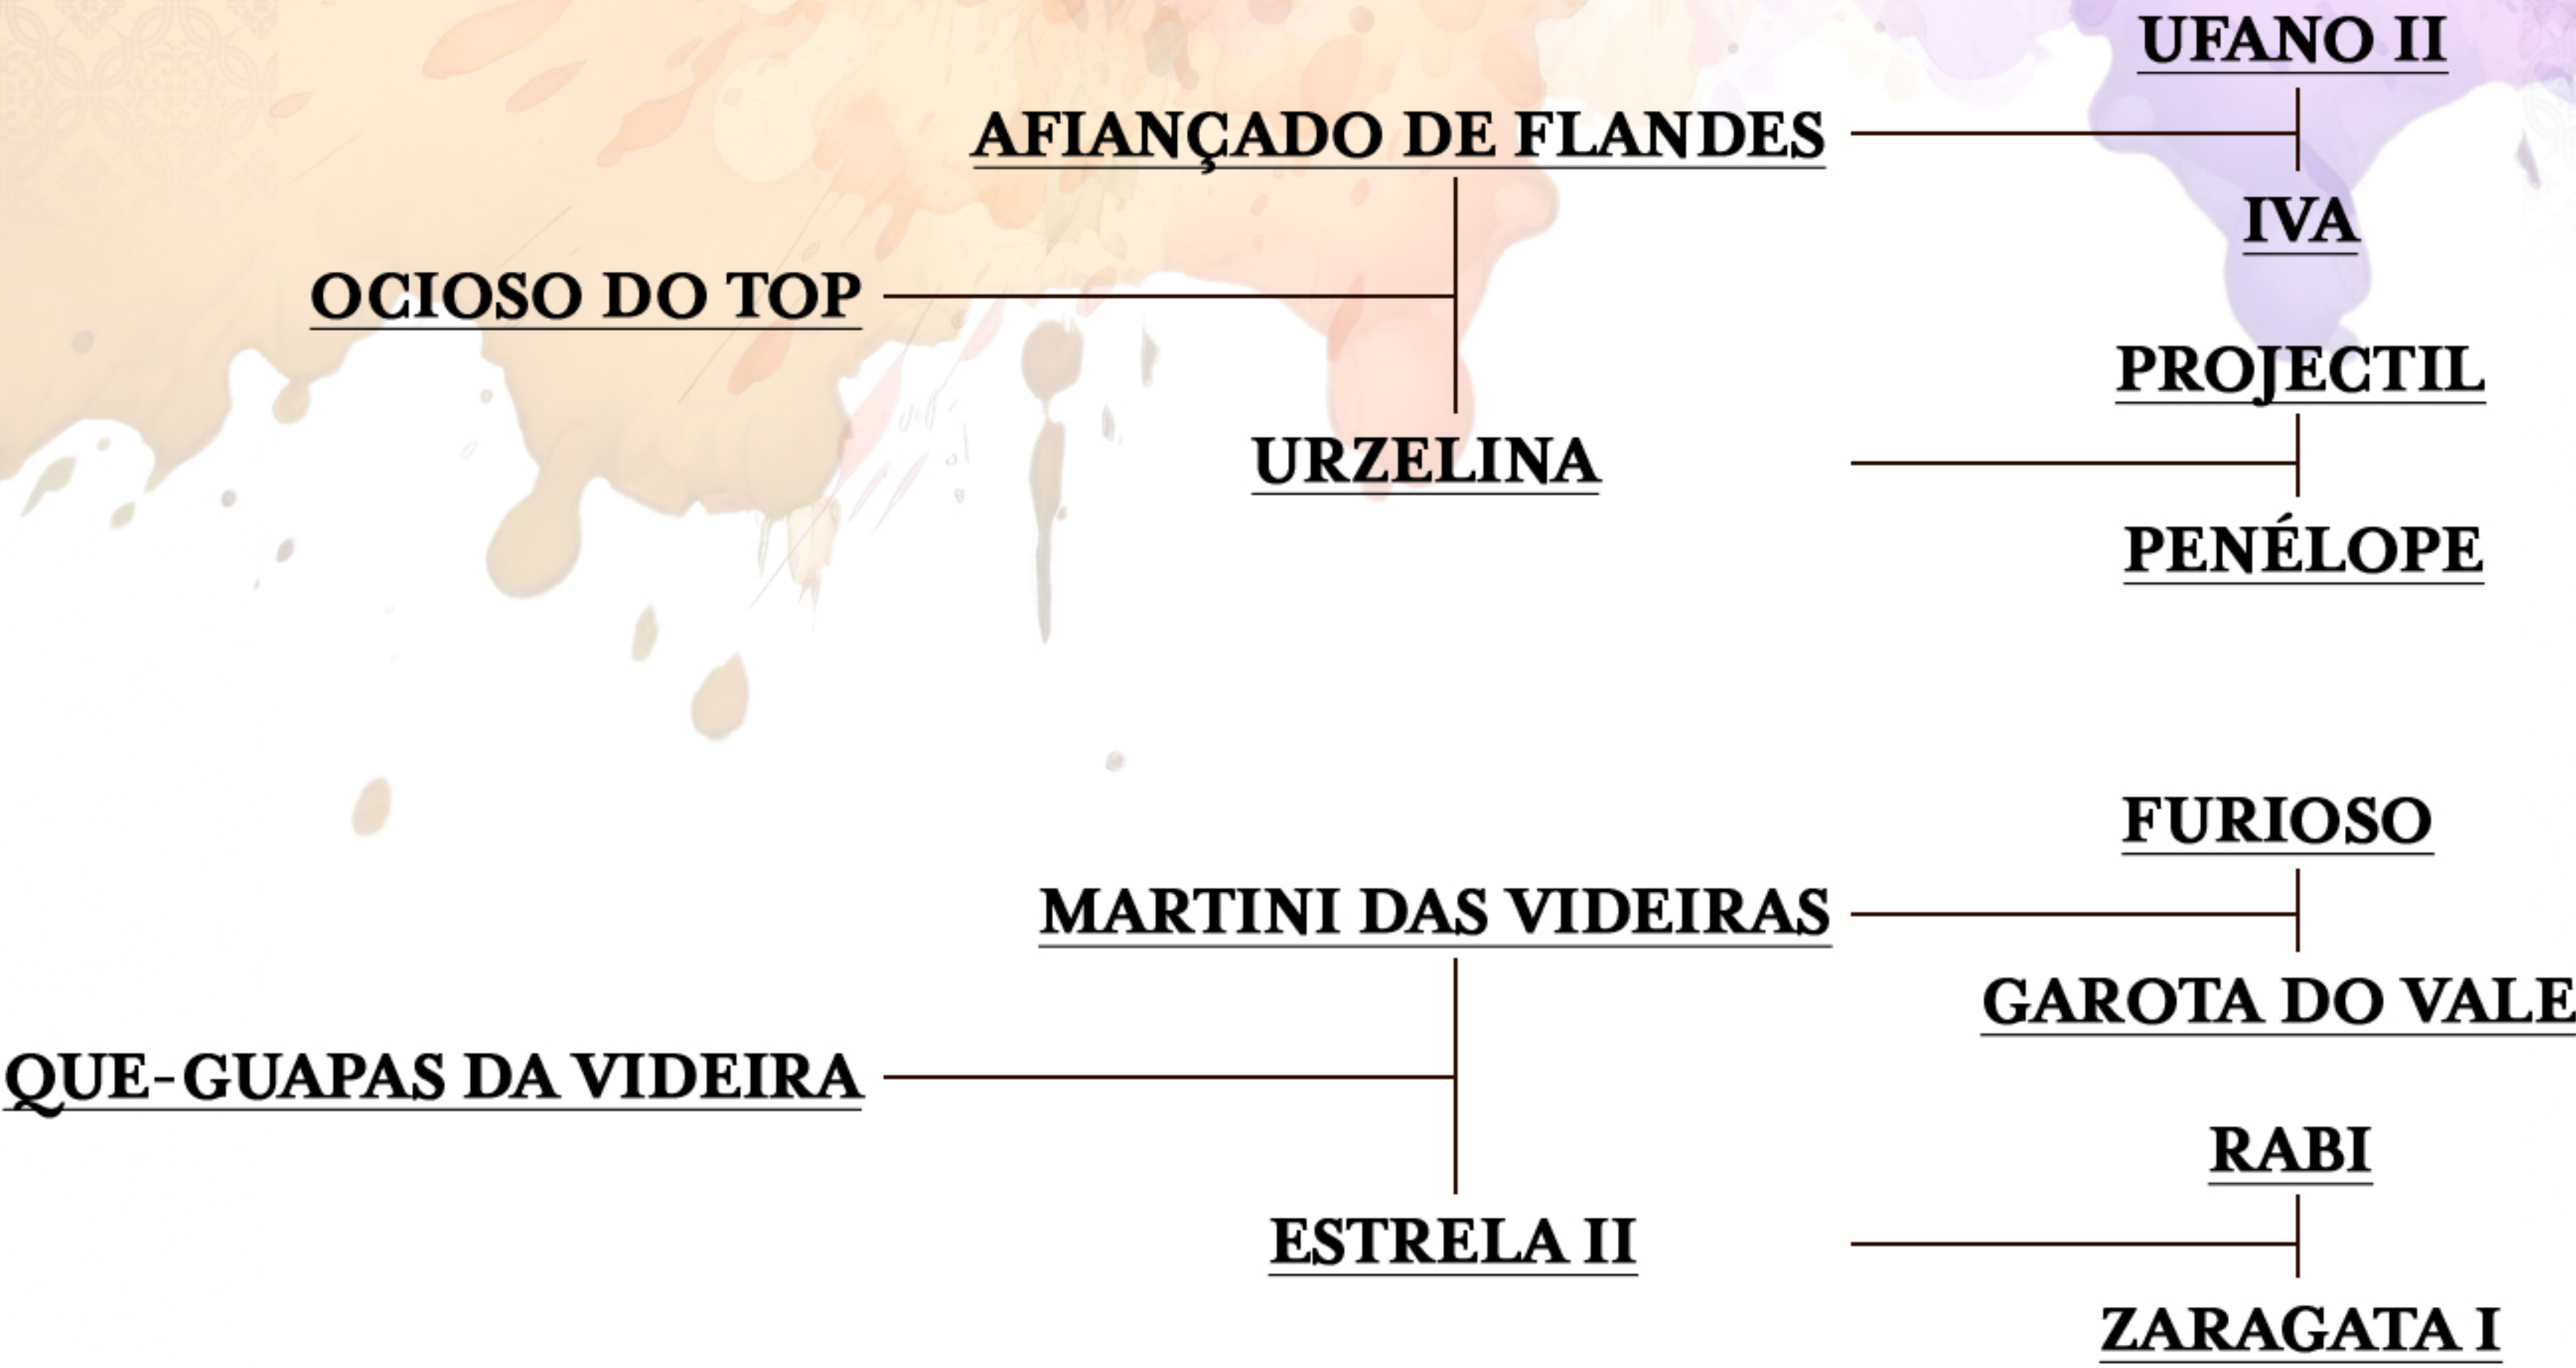 UFANO II
AFIANÇADO DE FLANDES
IVA
OCIOSO DO TOP
PROJECTIL
URZELINA
PENÉLOPE
FURIOSO
MARTINI DAS VIDEIRAS
GAROTA DO VALE
QUE-GUAPAS DA VIDEIRA
RABI
ESTRELA II
ZARAGATA I